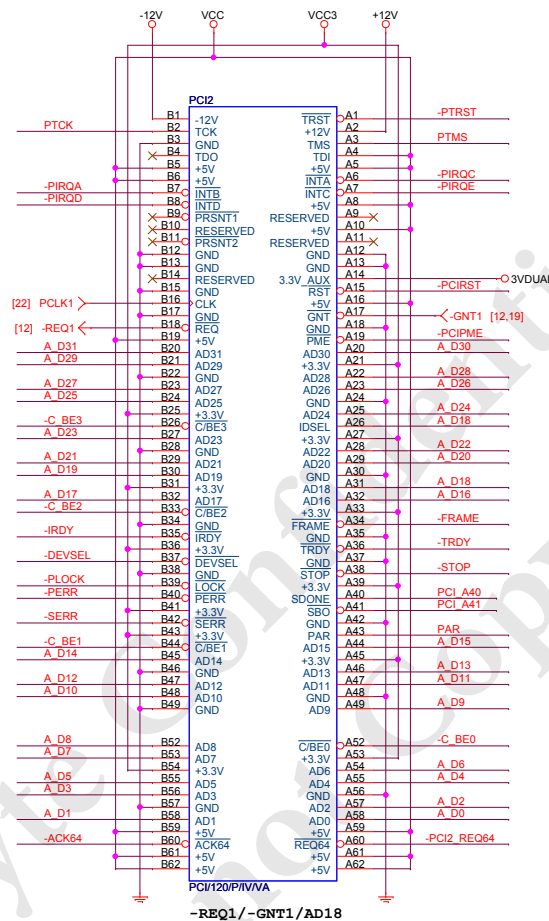 -12V VCC VCC3 +12V
PCI2
B1 -12V TRST A1 -PTRST
PTCK B2 TCK +12V A2
B3 GND TMS A3 PTMS
B4 TDO TDI A4
B5 +5V +5V A5
B6 +5V INTA A6 -PIRQC
-PIRQA B7 INTB INTC A7 -PIRQE
-PIRQD B8 INTD +5V A8
B9 PRSNT1 RESERVED A9
B10 RESERVED +5V A10
B11 PRSNT2 RESERVED A11
B12 GND GND A12
B13 GND GND A13
B14 RESERVED 3.3V_AUX A14 3VDUAL
B15 GND RST A15 -PCIRST
[22] PCLK1 B16 CLK +5V A16
B17 GND GNT A17 -GNT1 [12,19]
[12] -REQ1 B18 REQ GND A18
B19 +5V PME A19 -PCIPME
A_D31 B20 AD31 AD30 A20 A_D30
A_D29 B21 AD29 +3.3V A21
B22 GND AD28 A22 A_D28
A_D27 B23 AD27 AD26 A23 A_D26
A_D25 B24 AD25 GND A24
B25 +3.3V AD24 A25 A_D24
-C_BE3 B26 C/BE3 IDSEL A26 A_D18
A_D23 B27 AD23 +3.3V A27
B28 GND AD22 A28 A_D22
A_D21 B29 AD21 AD20 A29 A_D20
A_D19 B30 AD19 GND A30
B31 +3.3V AD18 A31 A_D18
A_D17 B32 AD17 AD16 A32 A_D16
-C_BE2 B33 C/BE2 +3.3V A33
B34 GND FRAME A34 -FRAME
-IRDY B35 IRDY GND A35
B36 +3.3V TRDY A36 -TRDY
-DEVSEL B37 DEVSEL GND A37
B38 GND STOP A38 -STOP
-PLOCK B39 LOCK +3.3V A39
-PERR B40 PERR SDONE A40 PCI_A40
B41 +3.3V SBO A41 PCI_A41
-SERR B42 SERR GND A42
B43 +3.3V PAR A43 PAR
-C_BE1 B44 C/BE1 AD15 A44 A_D15
A_D14 B45 AD14 +3.3V A45
B46 GND AD13 A46 A_D13
A_D12 B47 AD12 AD11 A47 A_D11
A_D10 B48 AD10 GND A48
B49 GND AD9 A49 A_D9
A_D8 B52 AD8 C/BE0 A52 -C_BE0
A_D7 B53 AD7 +3.3V A53
B54 +3.3V AD6 A54 A_D6
A_D5 B55 AD5 AD4 A55 A_D4
A_D3 B56 AD3 GND A56
B57 GND AD2 A57 A_D2
A_D1 B58 AD1 AD0 A58 A_D0
B59 +5V +5V A59
-ACK64 B60 ACK64 REQ64 A60 -PCI2_REQ64
B61 +5V +5V A61
B62 +5V +5V A62
PCI/120/P/IV/VA
-REQ1/-GNT1/AD18